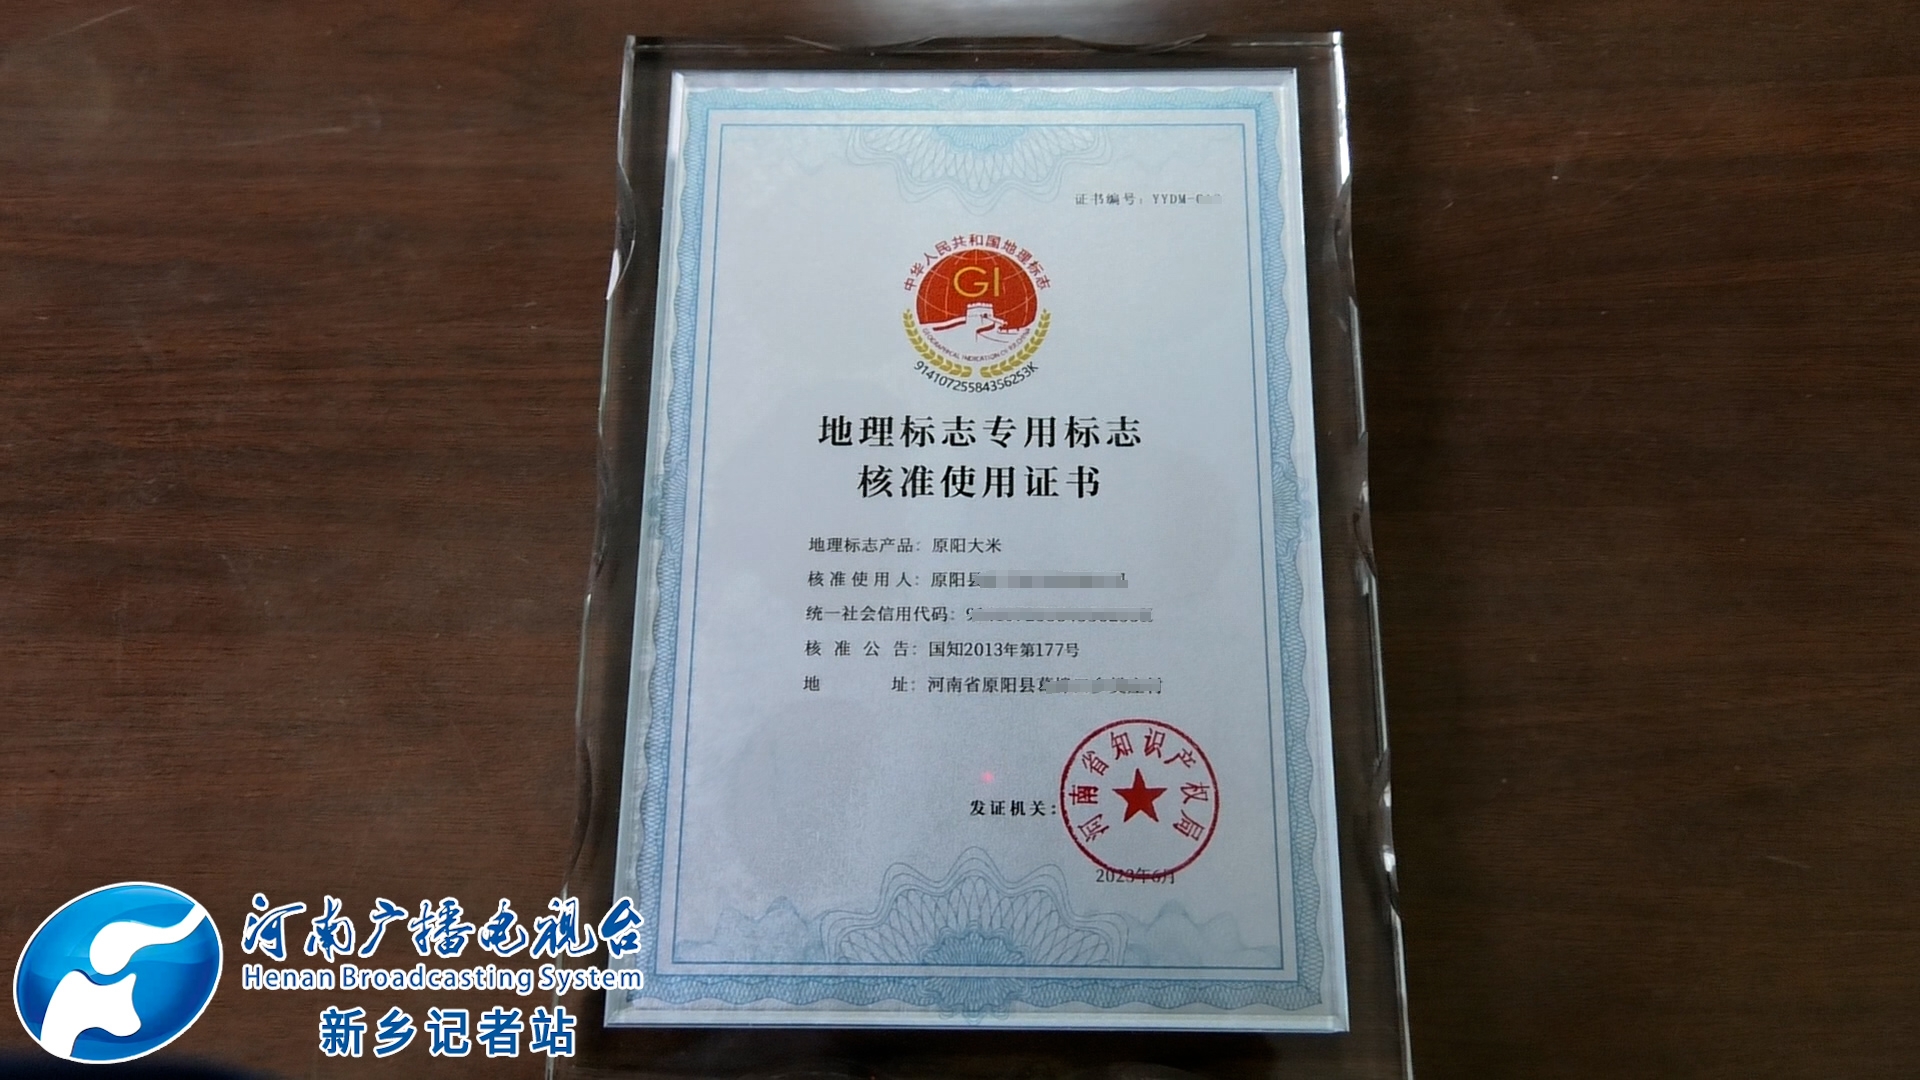 证书编号：YYDM-
中华人民共和国地理标志
GI
GEOGRAPHICAL INDICATION OF P.R.CHINA
91410725584356253K
地理标志专用标志
核准使用证书
地理标志产品：原阳大米
核准使用人：原阳县
统一社会信用代码：9
核准公告：国知2013年第177号
地址：河南省原阳县
发证机关：
河南省知识产权局
2023年6月
河南广播电视台
Henan Broadcasting System
新乡记者站